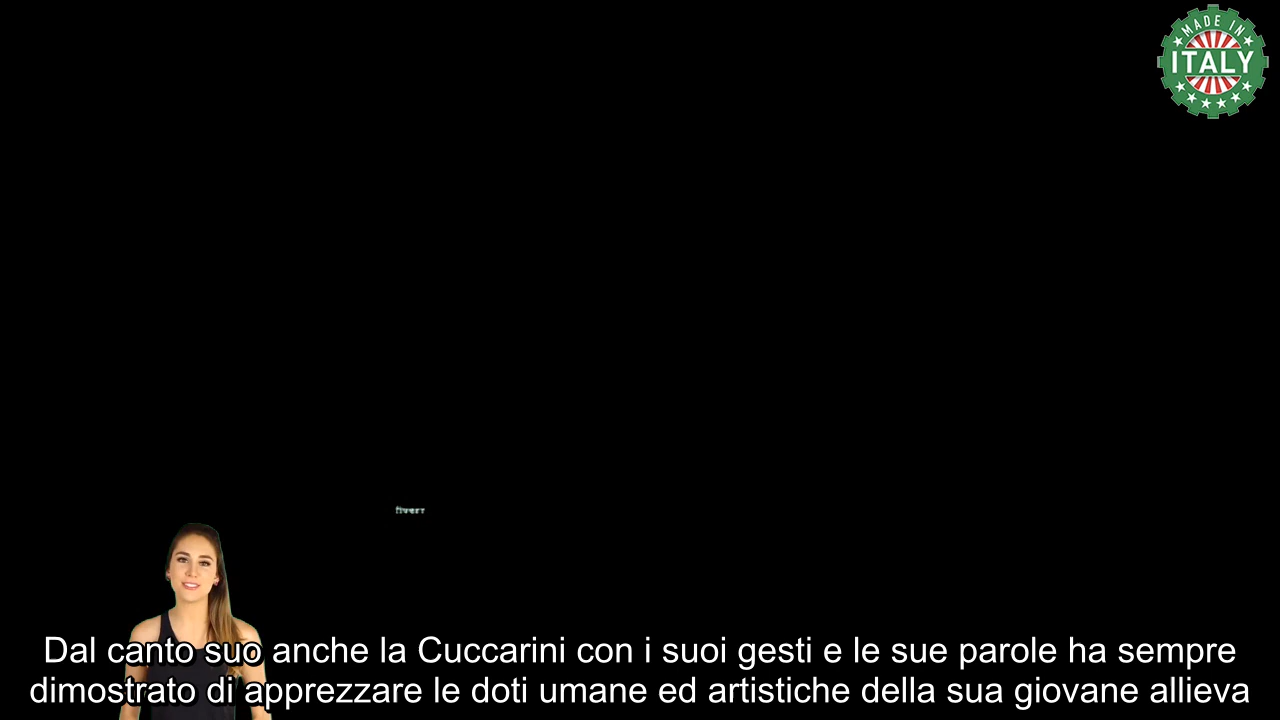 MADE IN
ITALY
fiverr
Dal canto suo anche la Cuccarini con i suoi gesti e le sue parole ha sempre
dimostrato di apprezzare le doti umane ed artistiche della sua giovane allieva